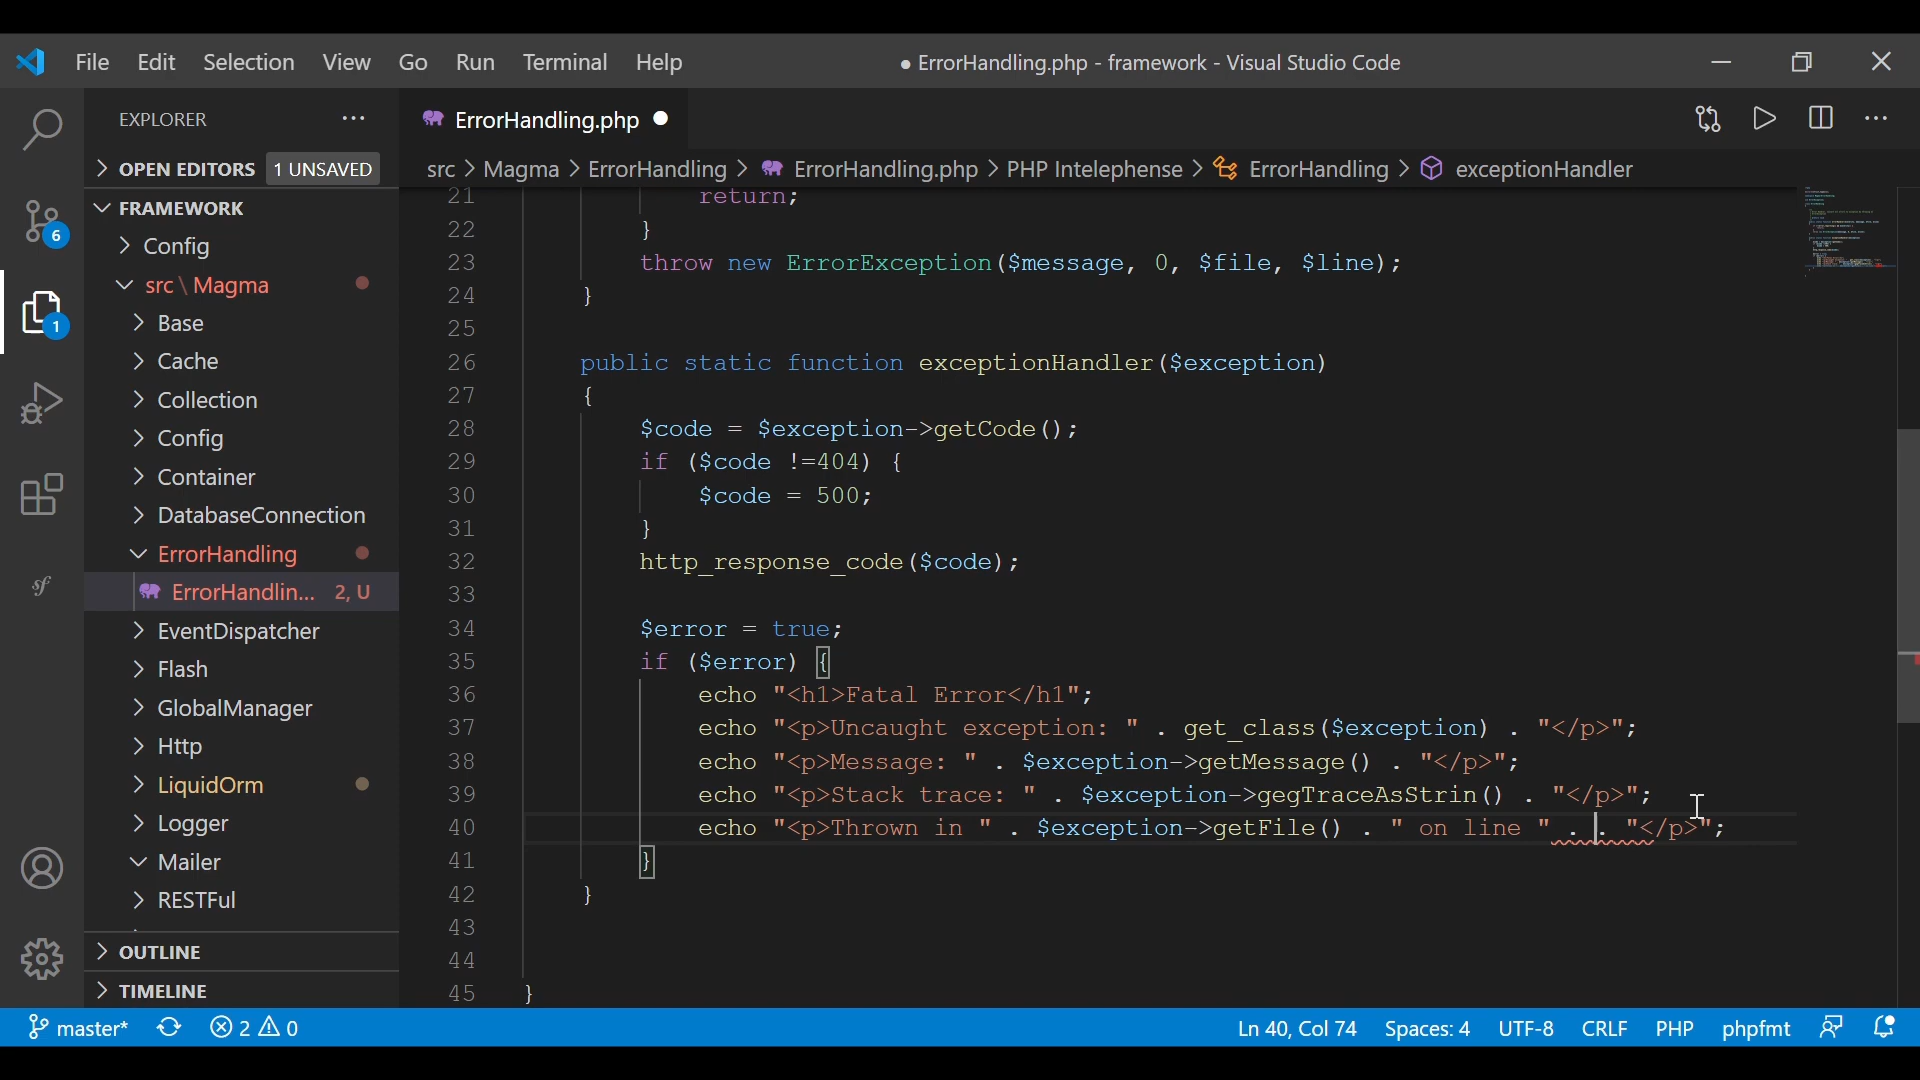 File Edit Selection View Go Run Terminal Help
● ErrorHandling.php - framework - Visual Studio Code
EXPLORER
OPEN EDITORS 1 UNSAVED
FRAMEWORK
Config
src \ Magma
Base
Cache
Collection
Config
Container
DatabaseConnection
ErrorHandling
ErrorHandlin... 2, U
EventDispatcher
Flash
GlobalManager
Http
LiquidOrm
Logger
Mailer
RESTFul
OUTLINE
TIMELINE
6
1
sf
ErrorHandling.php
src > Magma > ErrorHandling > ErrorHandling.php > PHP Intelephense > ErrorHandling > exceptionHandler
21 return;
22 }
23 throw new ErrorException($message, 0, $file, $line);
24 }
25
26 public static function exceptionHandler($exception)
27 {
28 $code = $exception->getCode();
29 if ($code !=404) {
30 $code = 500;
31 }
32 http_response_code($code);
33
34 $error = true;
35 if ($error) {
36 echo "<h1>Fatal Error</h1";
37 echo "<p>Uncaught exception: " . get_class($exception) . "</p>";
38 echo "<p>Message: " . $exception->getMessage() . "</p>";
39 echo "<p>Stack trace: " . $exception->gegTraceAsStrin() . "</p>";
40 echo "<p>Thrown in " . $exception->getFile() . " on line " . . "</p>";
41 }
42 }
43
44
45 }
master* 2 0
Ln 40, Col 74 Spaces: 4 UTF-8 CRLF PHP phpfmt